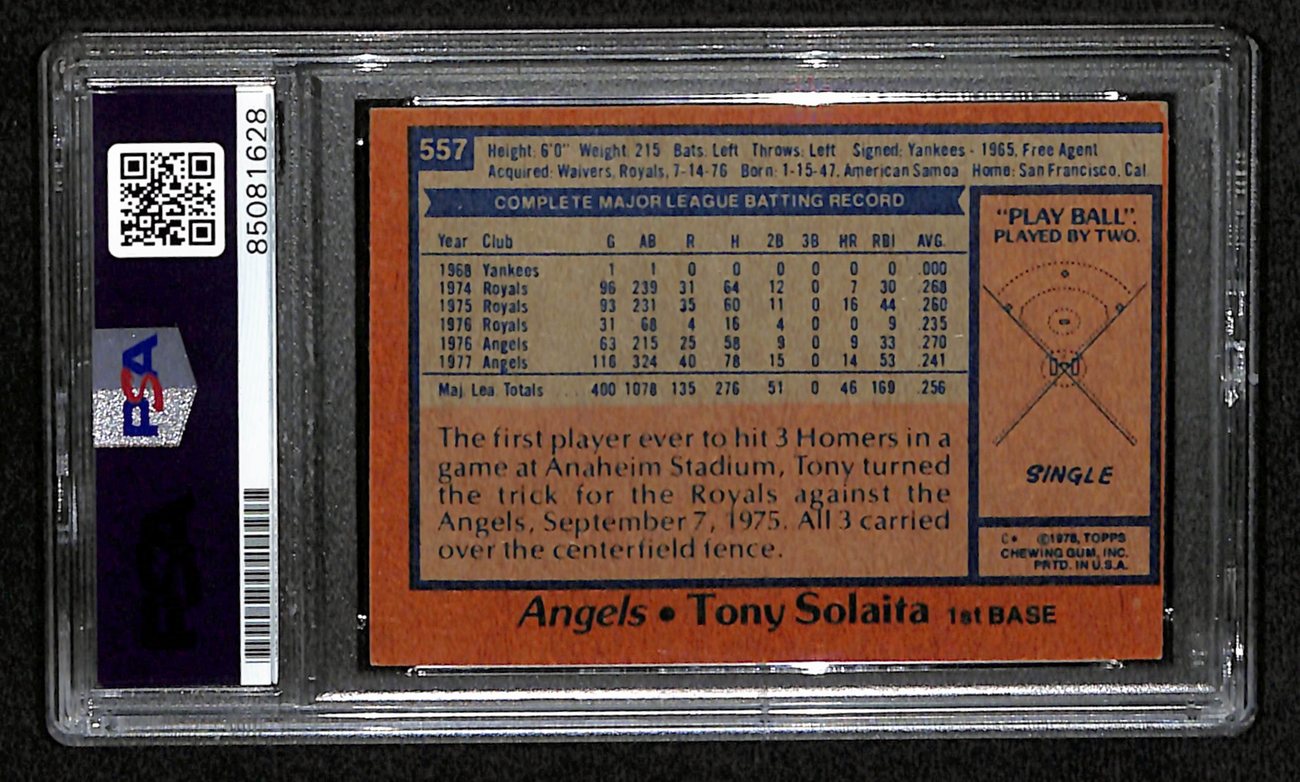 85081628
PSA
557
Height: 6'0" Weight: 215 Bats: Left Throws: Left Signed: Yankees - 1965, Free Agent
Acquired: Waivers, Royals, 7-14-76 Born: 1-15-47, American Samoa Home: San Francisco, Cal.
COMPLETE MAJOR LEAGUE BATTING RECORD
Year Club G AB R H 2B 3B HR RBI AVG.
1968 Yankees 1 1 0 0 0 0 0 0 .000
1974 Royals 96 239 31 64 12 0 7 30 .268
1975 Royals 93 231 35 60 11 0 16 44 .260
1976 Royals 31 68 4 16 4 0 0 9 .235
1976 Angels 63 215 25 58 9 0 9 33 .270
1977 Angels 116 324 40 78 15 0 14 53 .241
Maj. Lea. Totals . . . 400 1078 135 276 51 0 46 169 .256
The first player ever to hit 3 Homers in a
game at Anaheim Stadium, Tony turned
the trick for the Royals against the
Angels, September 7, 1975. All 3 carried
over the centerfield fence.
"PLAY BALL".
PLAYED BY TWO.
SINGLE
C* ©1978, TOPPS
CHEWING GUM, INC.
PRTD. IN U.S.A.
Angels • Tony Solaita 1st BASE